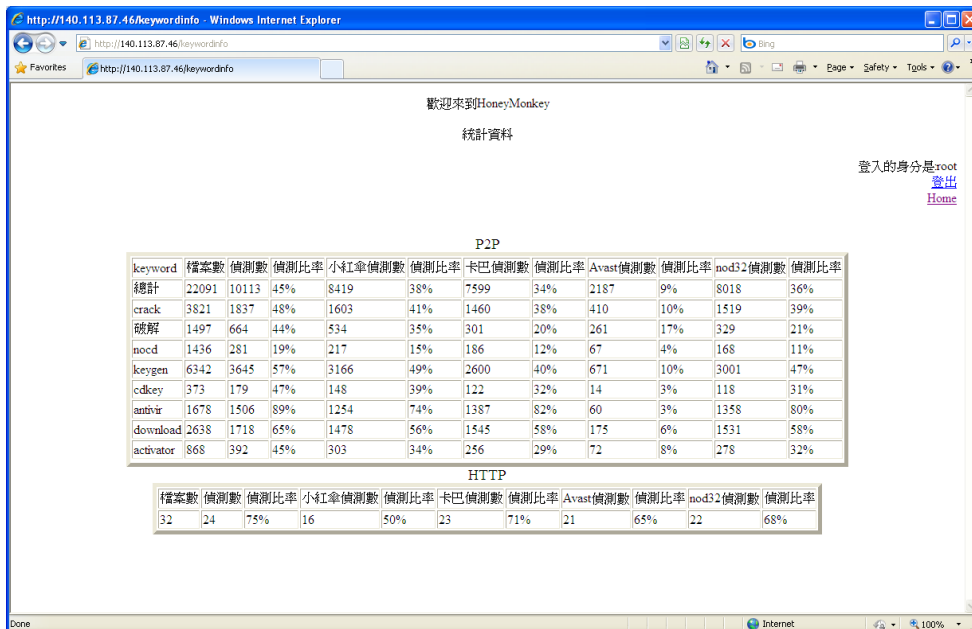 http://140.113.87.46/keywordinfo - Windows Internet Explorer
http://140.113.87.46/keywordinfo
Bing
Favorites
http://140.113.87.46/keywordinfo
Page
Safety
Tools
歡迎來到HoneyMonkey
統計資料
登入的身分是:root
登出
Home
P2P
keyword 檔案數 偵測數 偵測比率 小紅傘偵測數 偵測比率 卡巴偵測數 偵測比率 Avast偵測數 偵測比率 nod32偵測數 偵測比率
總計 22091 10113 45% 8419 38% 7599 34% 2187 9% 8018 36%
crack 3821 1837 48% 1603 41% 1460 38% 410 10% 1519 39%
破解 1497 664 44% 534 35% 301 20% 261 17% 329 21%
nocd 1436 281 19% 217 15% 186 12% 67 4% 168 11%
keygen 6342 3645 57% 3166 49% 2600 40% 671 10% 3001 47%
cdkey 373 179 47% 148 39% 122 32% 14 3% 118 31%
antivir 1678 1506 89% 1254 74% 1387 82% 60 3% 1358 80%
download 2638 1718 65% 1478 56% 1545 58% 175 6% 1531 58%
activator 868 392 45% 303 34% 256 29% 72 8% 278 32%
HTTP
檔案數 偵測數 偵測比率 小紅傘偵測數 偵測比率 卡巴偵測數 偵測比率 Avast偵測數 偵測比率 nod32偵測數 偵測比率
32 24 75% 16 50% 23 71% 21 65% 22 68%
Done
Internet
100%